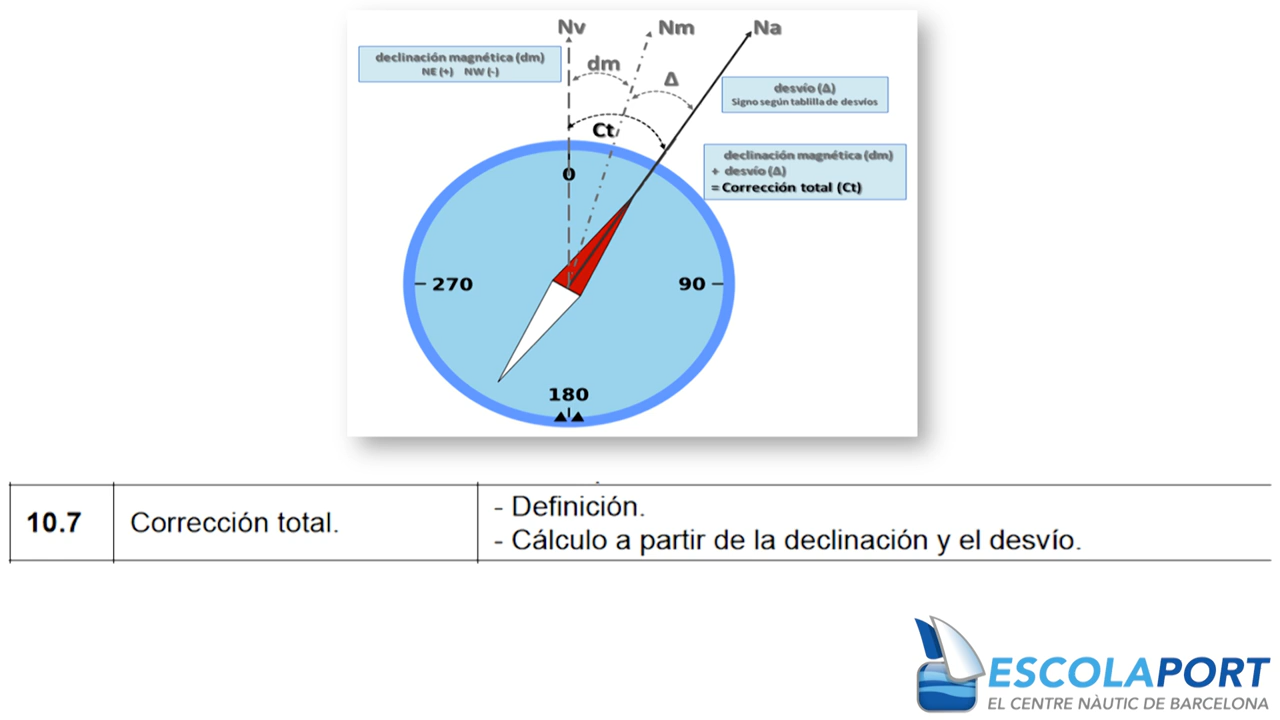 Nv
Nm
Na
declinación magnética (dm)
NE (+) NW (-)
dm
Δ
desvío (Δ)
Signo según tablilla de desvíos
Ct
declinación magnética (dm)
+ desvío (Δ)
= Corrección total (Ct)
0
270
90
180
10.7
Corrección total.
- Definición.
- Cálculo a partir de la declinación y el desvío.
ESCOLAPORT
EL CENTRE NÀUTIC DE BARCELONA